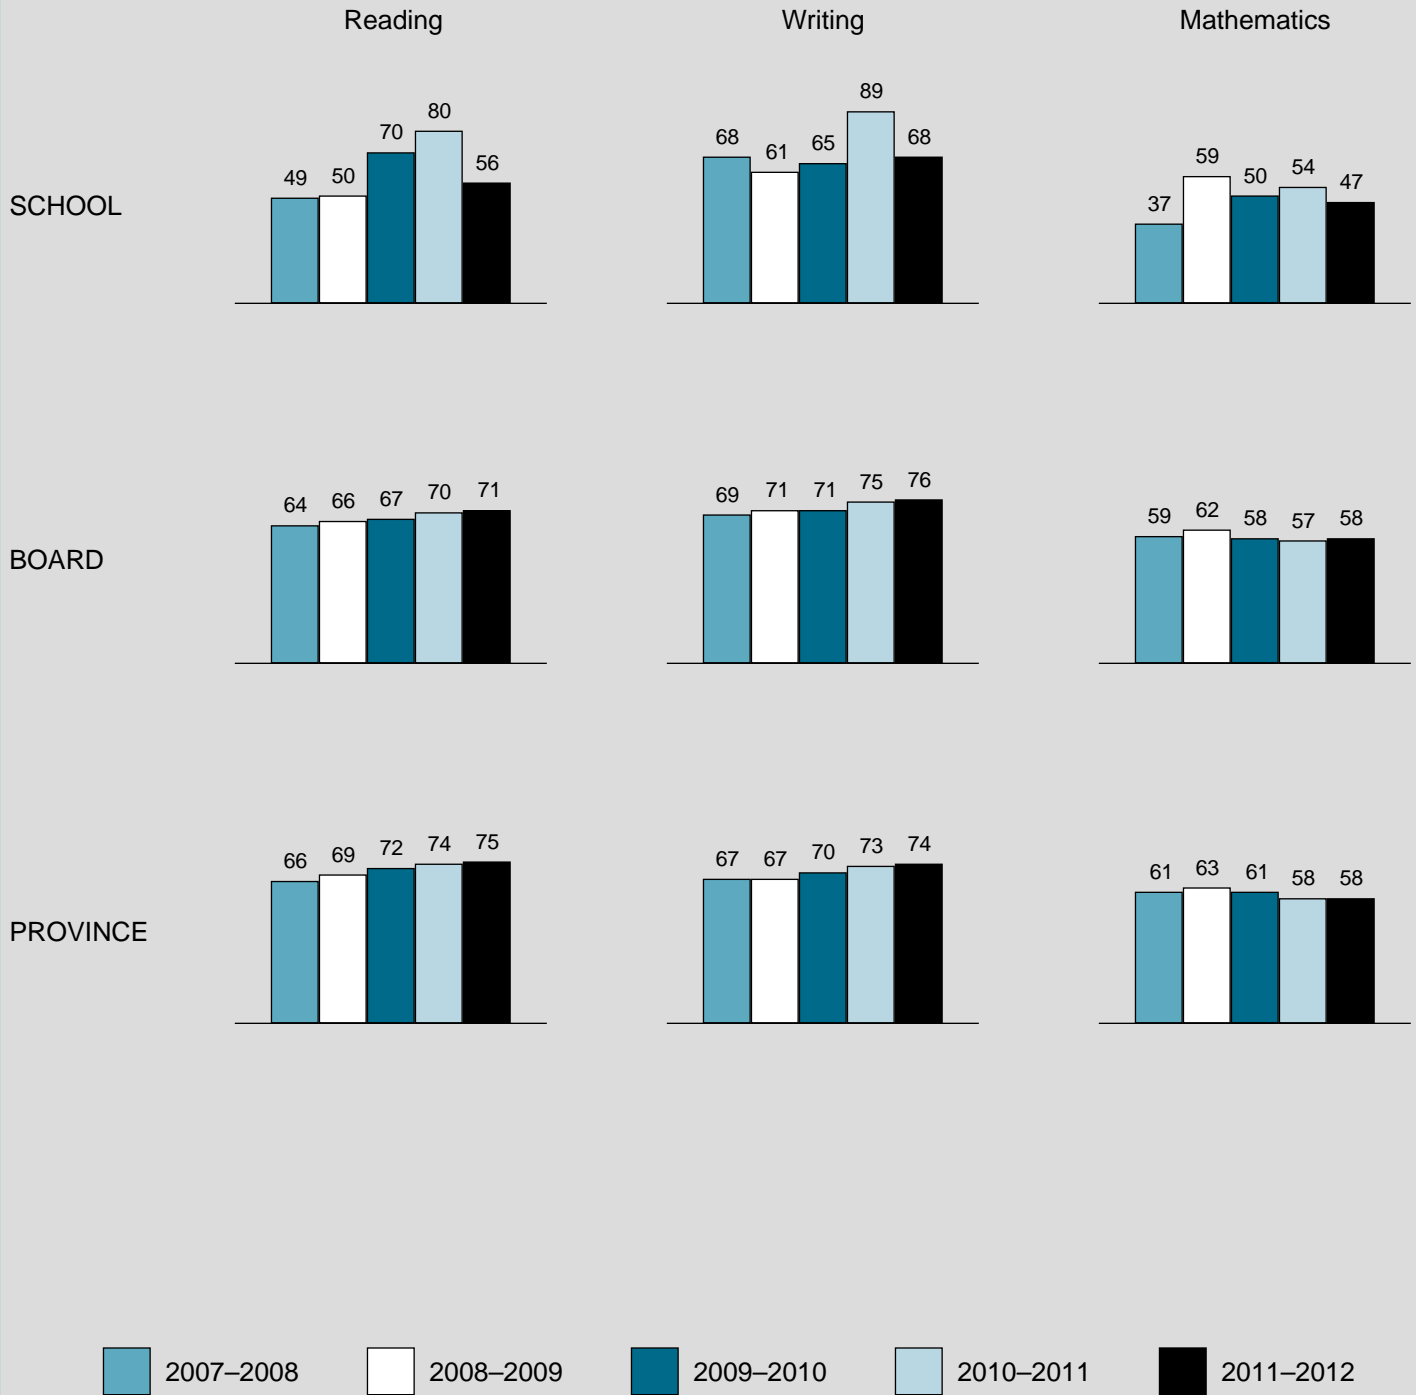 Reading Writing Mathematics
SCHOOL
49 50 70 80 56
68 61 65 89 68
37 59 50 54 47
BOARD
64 66 67 70 71
69 71 71 75 76
59 62 58 57 58
PROVINCE
66 69 72 74 75
67 67 70 73 74
61 63 61 58 58
2007–2008 2008–2009 2009–2010 2010–2011 2011–2012